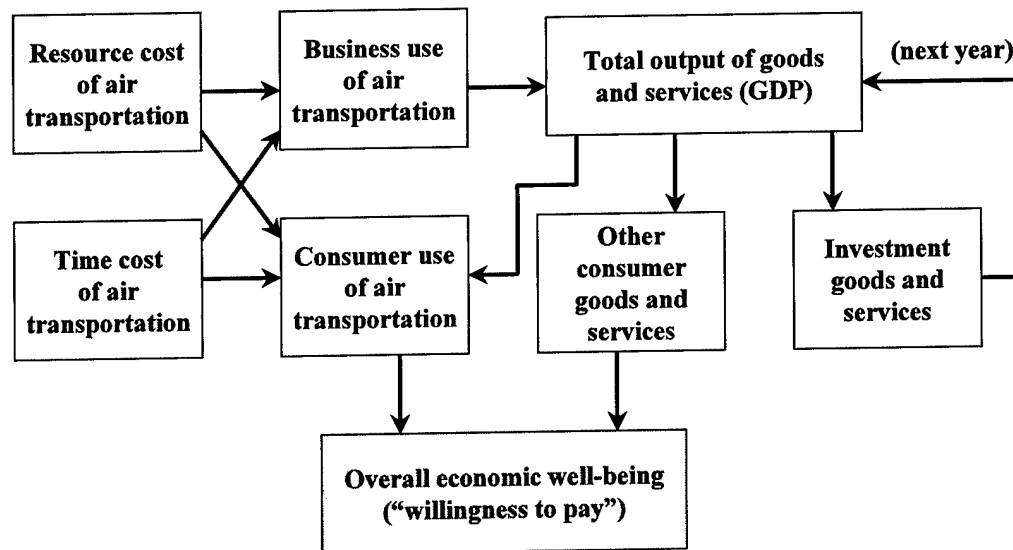 Resource cost
of air
transportation
Business use
of air
transportation
Total output of goods
and services (GDP)
(next year)
Time cost
of air
transportation
Consumer use
of air
transportation
Other
consumer
goods and
services
Investment
goods and
services
Overall economic well-being
(“willingness to pay”)